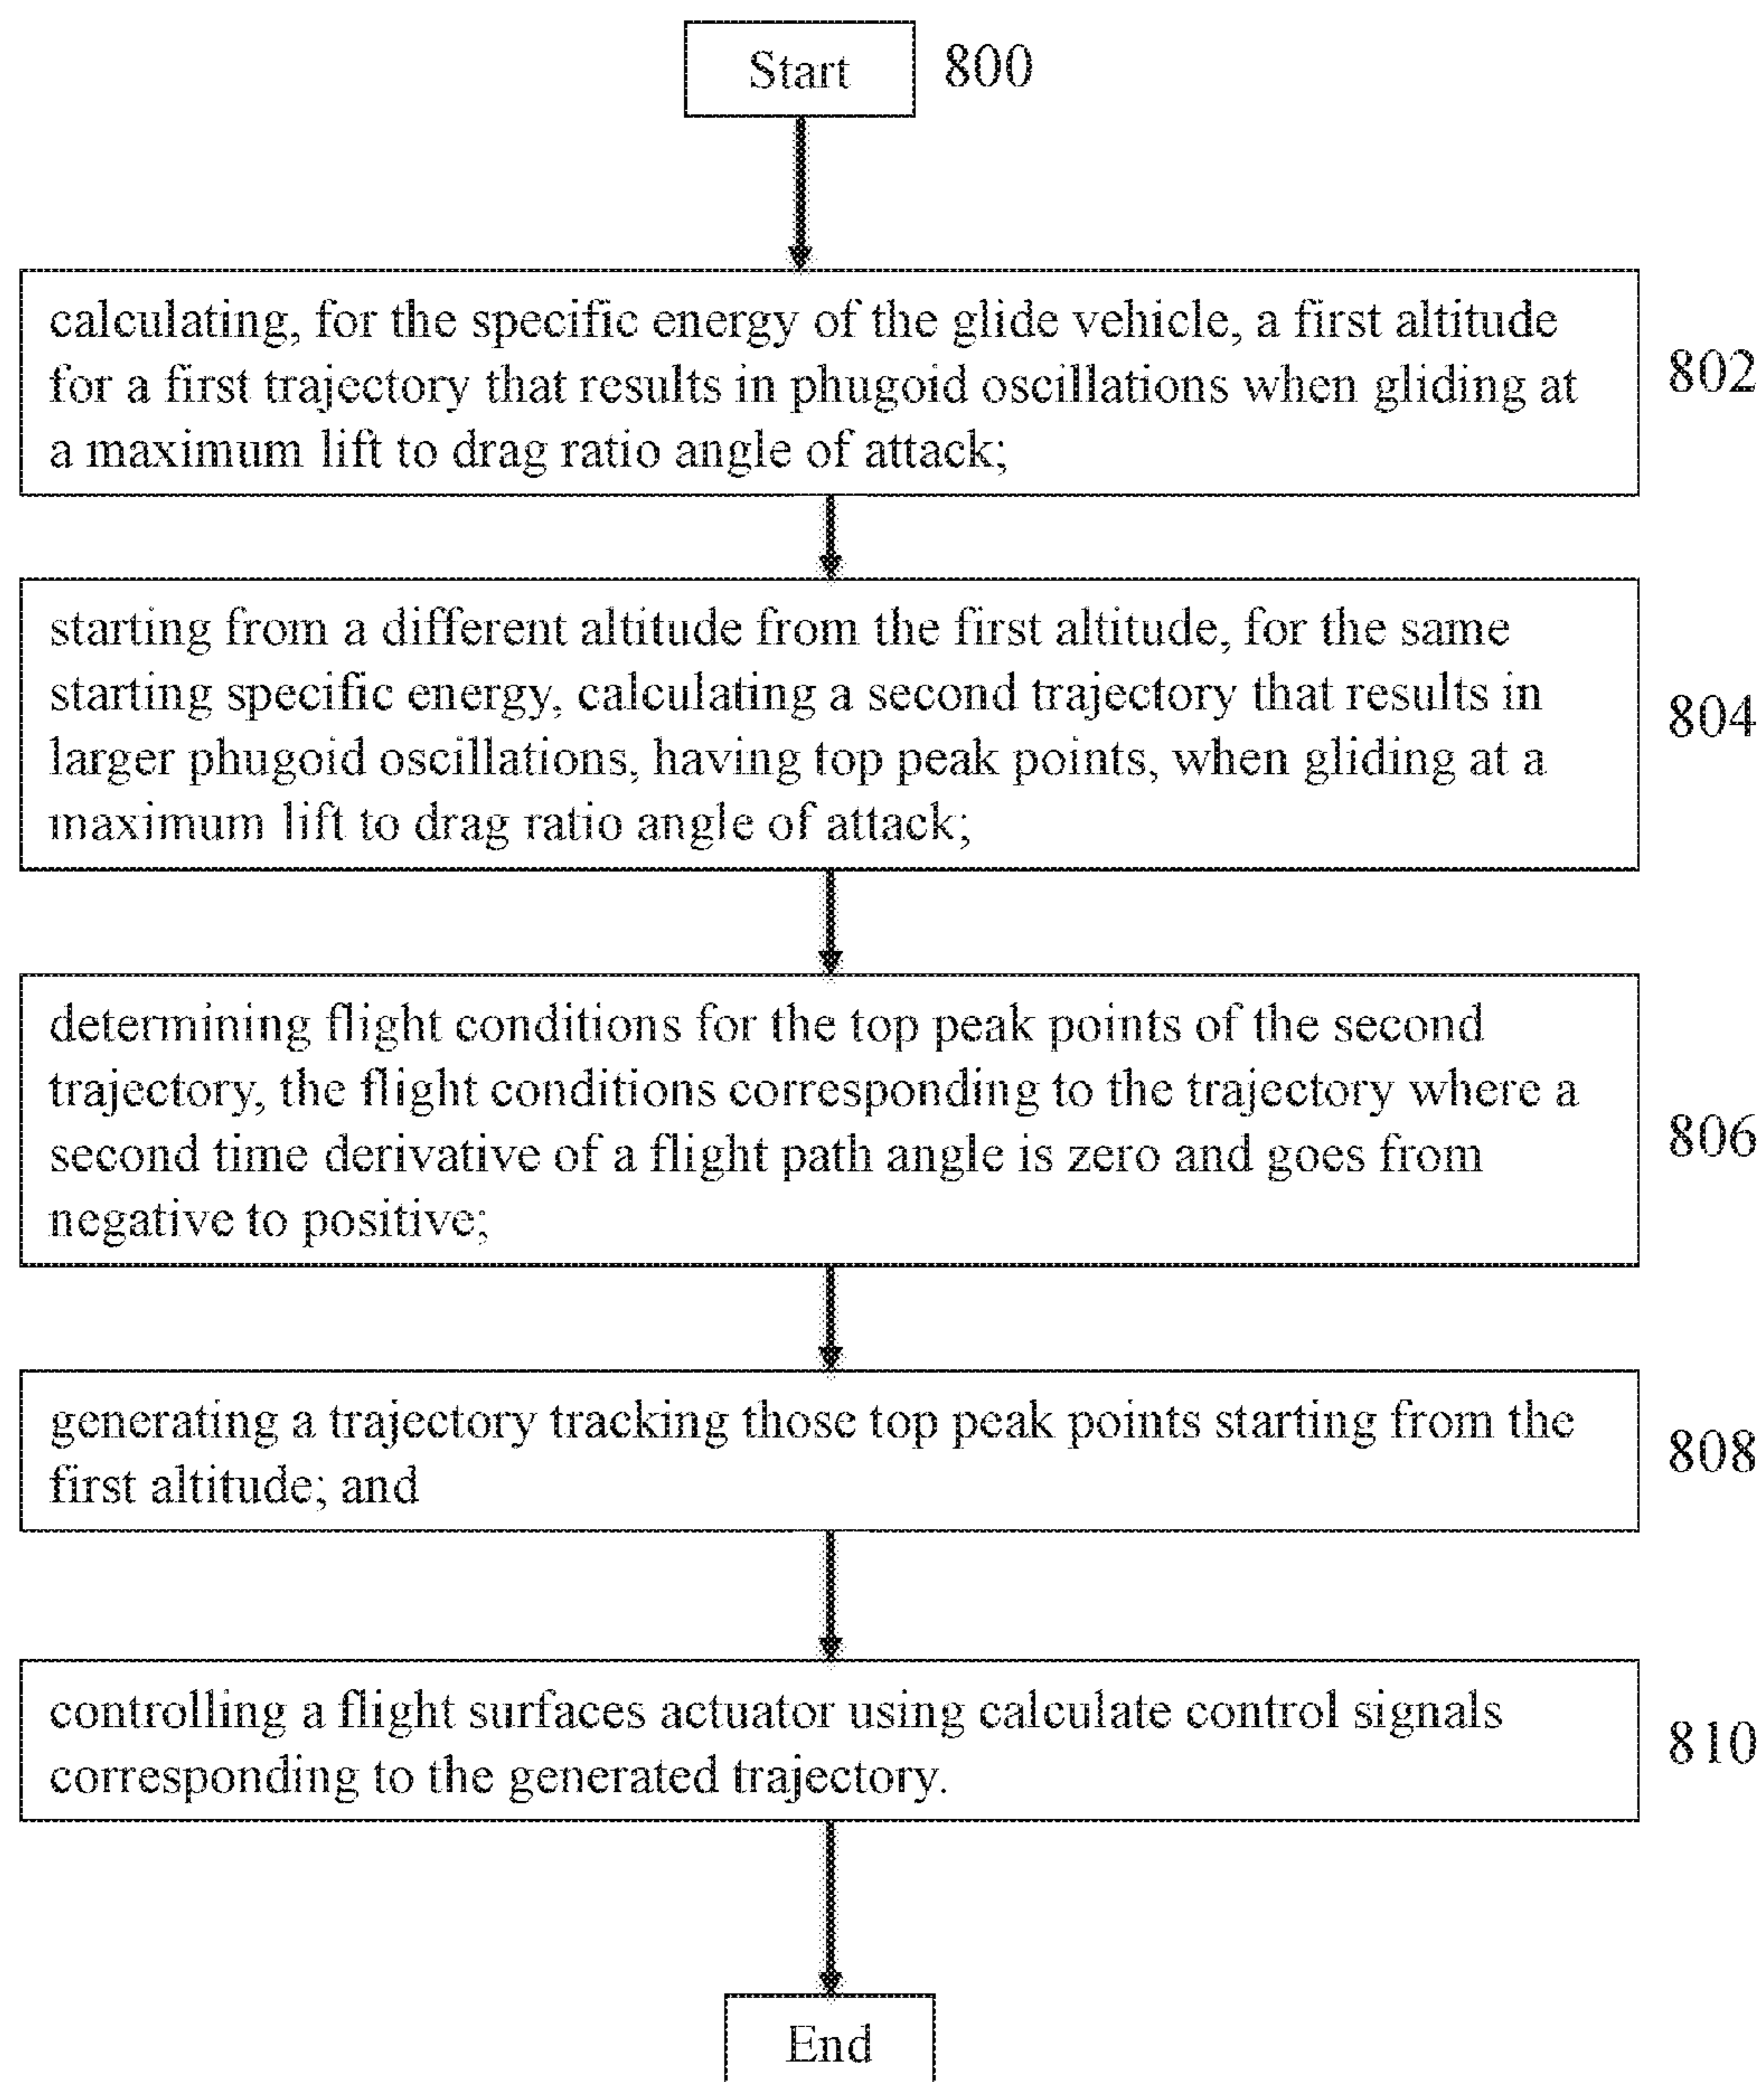 Start 800
calculating, for the specific energy of the glide vehicle, a first altitude
for a first trajectory that results in phugoid oscillations when gliding at
802
a maximum lift to drag ratio angle of attack;
starting from a different altitude from the first altitude, for the same
starting specific energy, calculating a second trajectory that results in
804
larger phugoid oscillations, having top peak points, when gliding at a
maximum lift to drag ratio angle of attack;
determining flight conditions for the top peak points of the second
trajectory, the flight conditions corresponding to the trajectory where a
806
second time derivative of a flight path angle is zero and goes from
negative to positive;
generating a trajectory tracking those top peak points starting from the
808
first altitude; and
controlling a flight surfaces actuator using calculate control signals
810
corresponding to the generated trajectory.
End